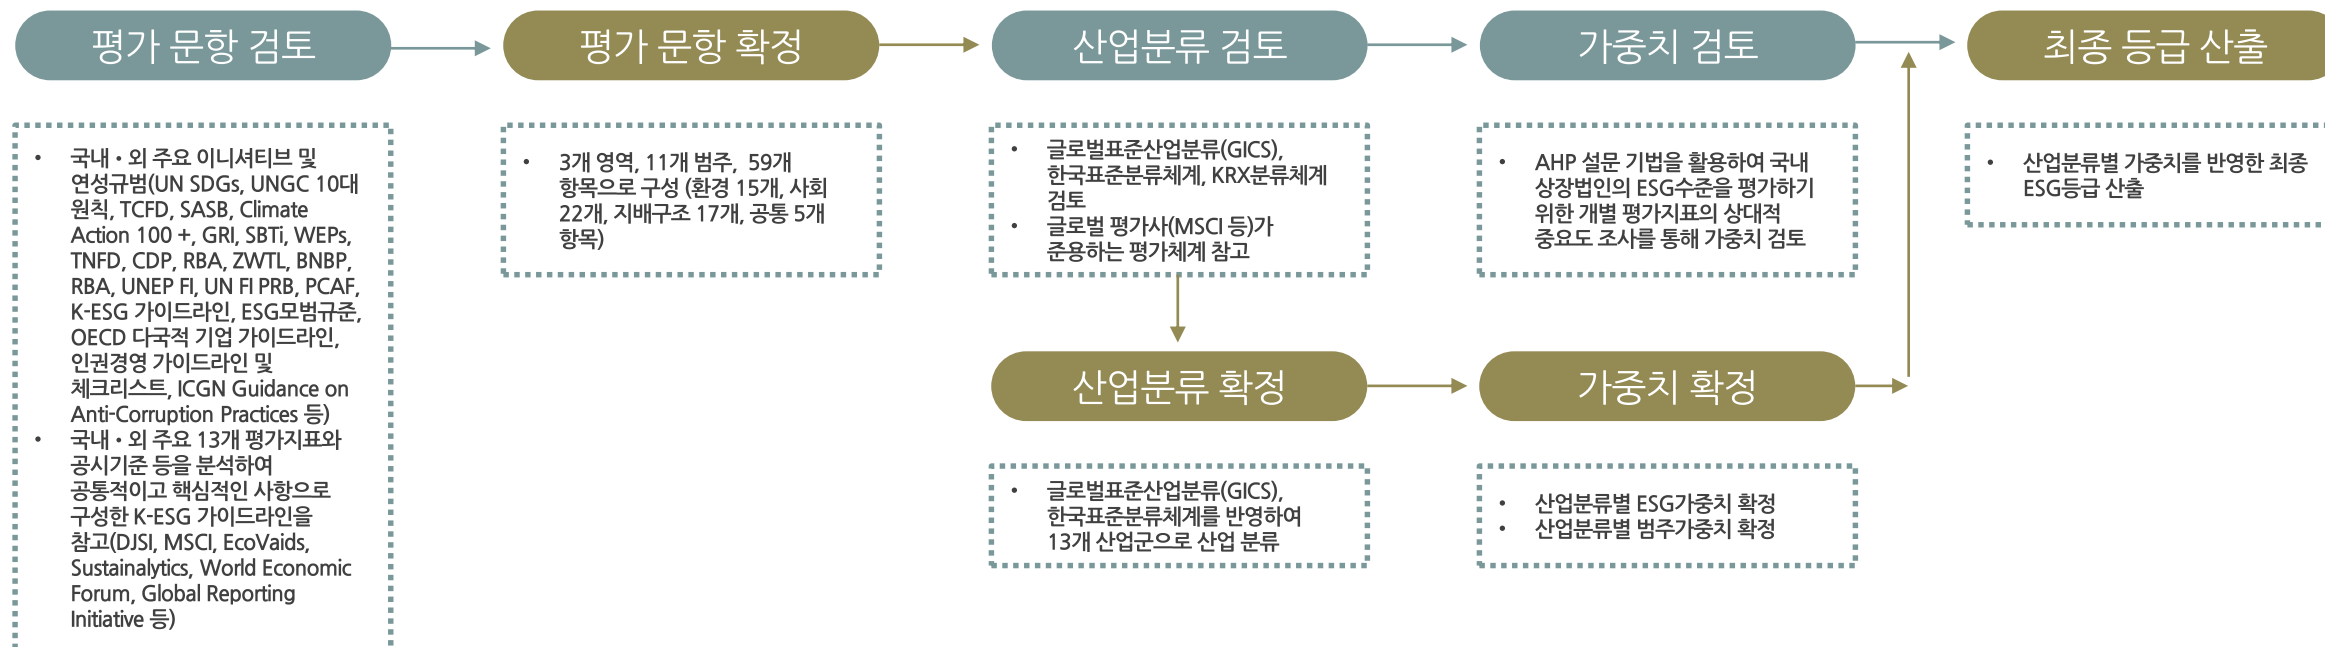 평가 문항 검토
평가 문항 확정
산업분류 검토
가중치 검토
최종 등급 산출
• 국내・외 주요 이니셔티브 및
연성규범(UN SDGs, UNGC 10대
원칙, TCFD, SASB, Climate
Action 100 +, GRI, SBTi, WEPs,
TNFD, CDP, RBA, ZWTL, BNBP,
RBA, UNEP FI, UN FI PRB, PCAF,
K-ESG 가이드라인, ESG모범규준,
OECD 다국적 기업 가이드라인,
인권경영 가이드라인 및
체크리스트, ICGN Guidance on
Anti-Corruption Practices 등)
• 국내・외 주요 13개 평가지표와
공시기준 등을 분석하여
공통적이고 핵심적인 사항으로
구성한 K-ESG 가이드라인을
참고(DJSI, MSCI, EcoVaids,
Sustainalytics, World Economic
Forum, Global Reporting
Initiative 등)
• 3개 영역, 11개 범주, 59개
항목으로 구성 (환경 15개, 사회
22개, 지배구조 17개, 공통 5개
항목)
• 글로벌표준산업분류(GICS),
한국표준분류체계, KRX분류체계
검토
• 글로벌 평가사(MSCI 등)가
준용하는 평가체계 참고
• AHP 설문 기법을 활용하여 국내
상장법인의 ESG수준을 평가하기
위한 개별 평가지표의 상대적
중요도 조사를 통해 가중치 검토
• 산업분류별 가중치를 반영한 최종
ESG등급 산출
산업분류 확정
가중치 확정
• 글로벌표준산업분류(GICS),
한국표준분류체계를 반영하여
13개 산업군으로 산업 분류
• 산업분류별 ESG가중치 확정
• 산업분류별 범주가중치 확정